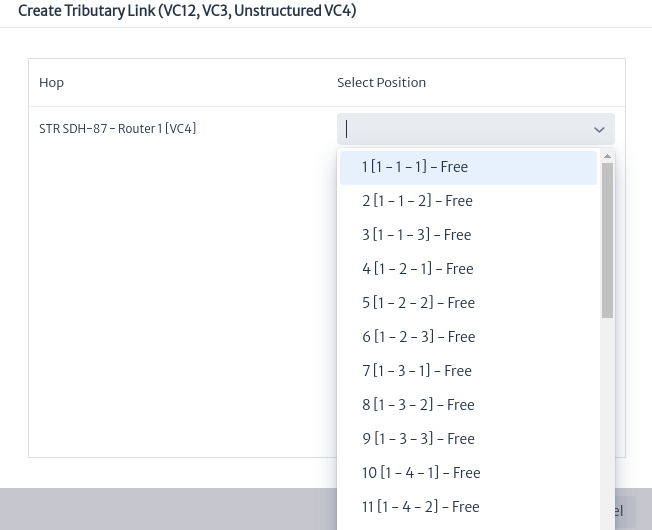 Create Tributary Link (VC12, VC3, Unstructured VC4)
Hop Select Position
STR SDH-87 - Router 1 [VC4]
1 [1 - 1 - 1] - Free
2 [1 - 1 - 2] - Free
3 [1 - 1 - 3] - Free
4 [1 - 2 - 1] - Free
5 [1 - 2 - 2] - Free
6 [1 - 2 - 3] - Free
7 [1 - 3 - 1] - Free
8 [1 - 3 - 2] - Free
9 [1 - 3 - 3] - Free
10 [1 - 4 - 1] - Free
11 [1 - 4 - 2] - Free